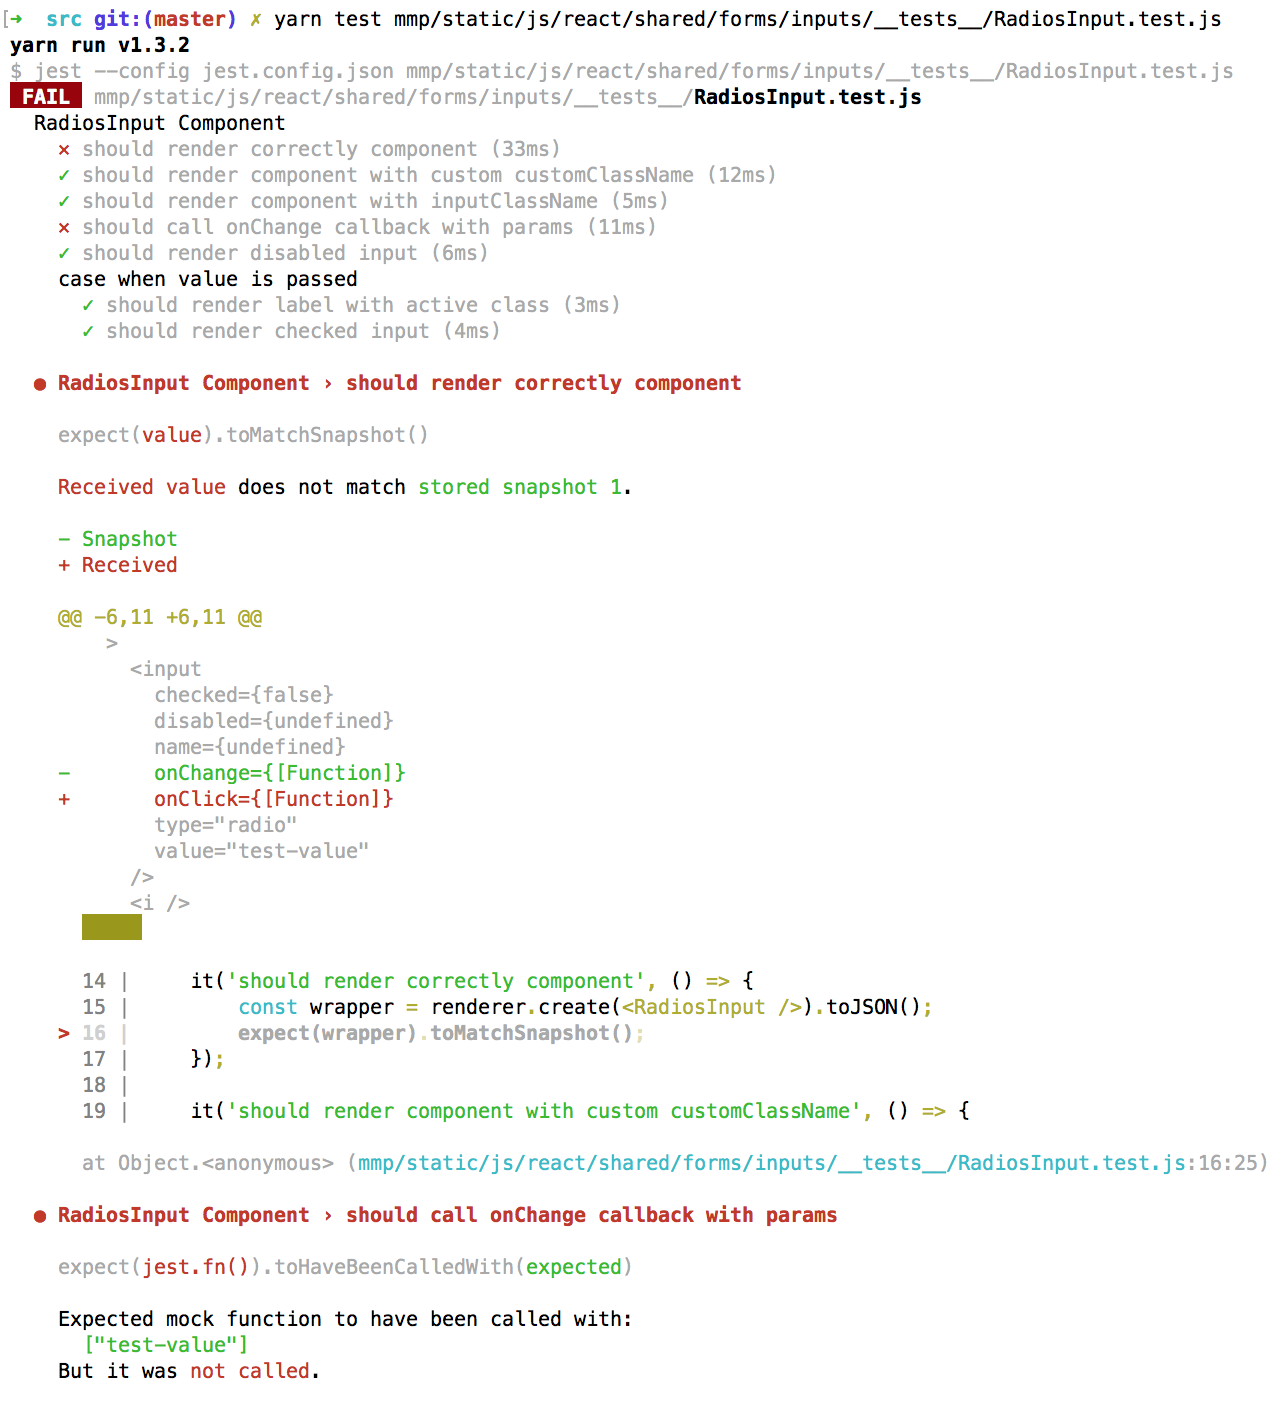 [➜  src git:(master) ✗ yarn test mmp/static/js/react/shared/forms/inputs/__tests__/RadiosInput.test.js
yarn run v1.3.2
$ jest --config jest.config.json mmp/static/js/react/shared/forms/inputs/__tests__/RadiosInput.test.js
FAIL mmp/static/js/react/shared/forms/inputs/__tests__/RadiosInput.test.js
RadiosInput Component
✕ should render correctly component (33ms)
✓ should render component with custom customClassName (12ms)
✓ should render component with inputClassName (5ms)
✕ should call onChange callback with params (11ms)
✓ should render disabled input (6ms)
case when value is passed
✓ should render label with active class (3ms)
✓ should render checked input (4ms)
● RadiosInput Component › should render correctly component
expect(value).toMatchSnapshot()
Received value does not match stored snapshot 1.
- Snapshot
+ Received
@@ -6,11 +6,11 @@
>
<input
checked={false}
disabled={undefined}
name={undefined}
- onChange={[Function]}
+ onClick={[Function]}
type="radio"
value="test-value"
/>
<i />
14 | it('should render correctly component', () => {
15 | const wrapper = renderer.create(<RadiosInput />).toJSON();
> 16 | expect(wrapper).toMatchSnapshot();
17 | });
18 |
19 | it('should render component with custom customClassName', () => {
at Object.<anonymous> (mmp/static/js/react/shared/forms/inputs/__tests__/RadiosInput.test.js:16:25)
● RadiosInput Component › should call onChange callback with params
expect(jest.fn()).toHaveBeenCalledWith(expected)
Expected mock function to have been called with:
["test-value"]
But it was not called.